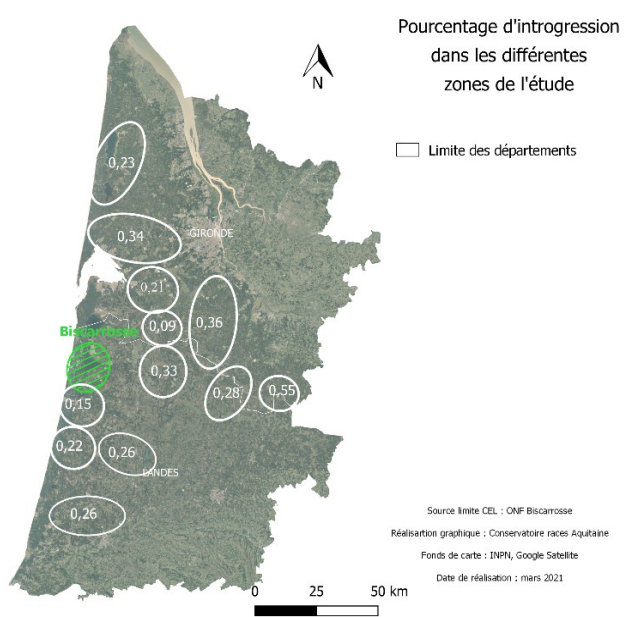 Pourcentage d'introgression
dans les différentes
zones de l'étude
N
Limite des départements
0,23
0,34
GIRONDE
0,21
0,09
0,36
Biscarrosse
0,33
0,28
0,55
0,15
0,22
0,26
LANDES
0,26
Source limite CEL : ONF Biscarrosse
Réalisartion graphique : Conservatoire races Aquitaine
Fonds de carte : INPN, Google Satellite
Date de réalisation : mars 2021
0 25 50 km